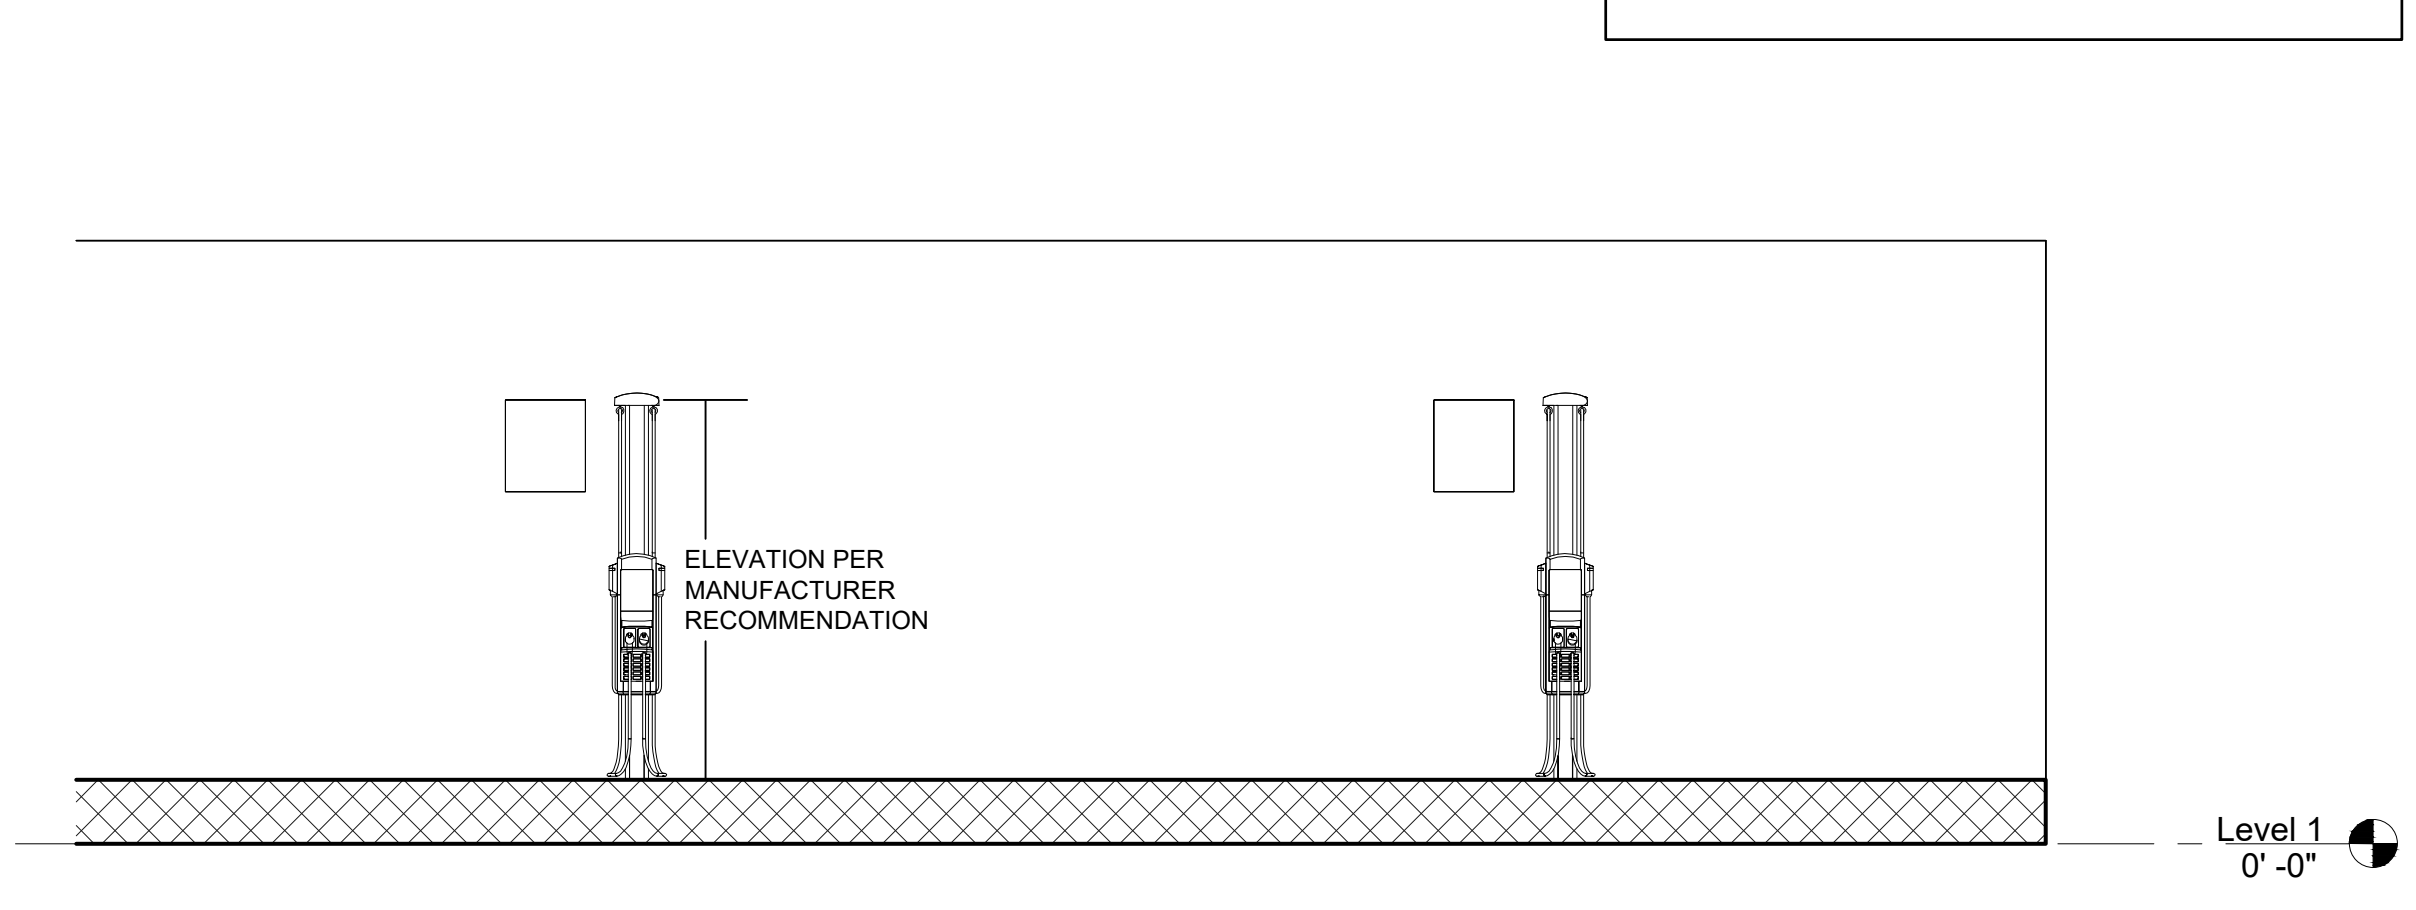 ELEVATION PER
MANUFACTURER
RECOMMENDATION
Level 1
0' -0"